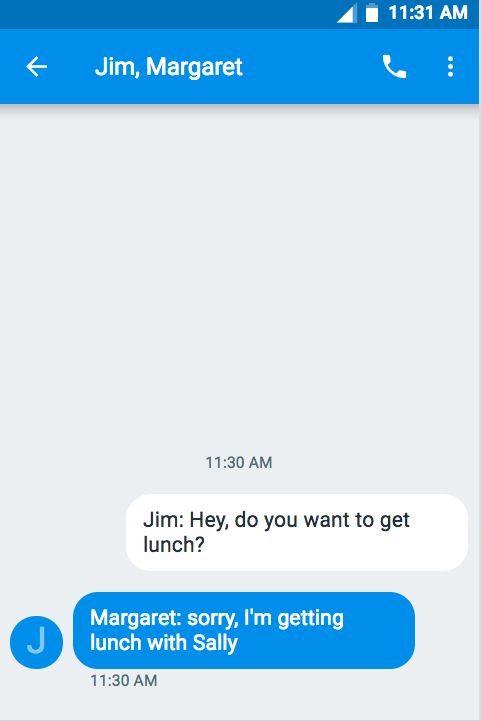 11:31 AM
Jim, Margaret
11:30 AM
Jim: Hey, do you want to get
lunch?
Margaret: sorry, I'm getting
lunch with Sally
J
11:30 AM